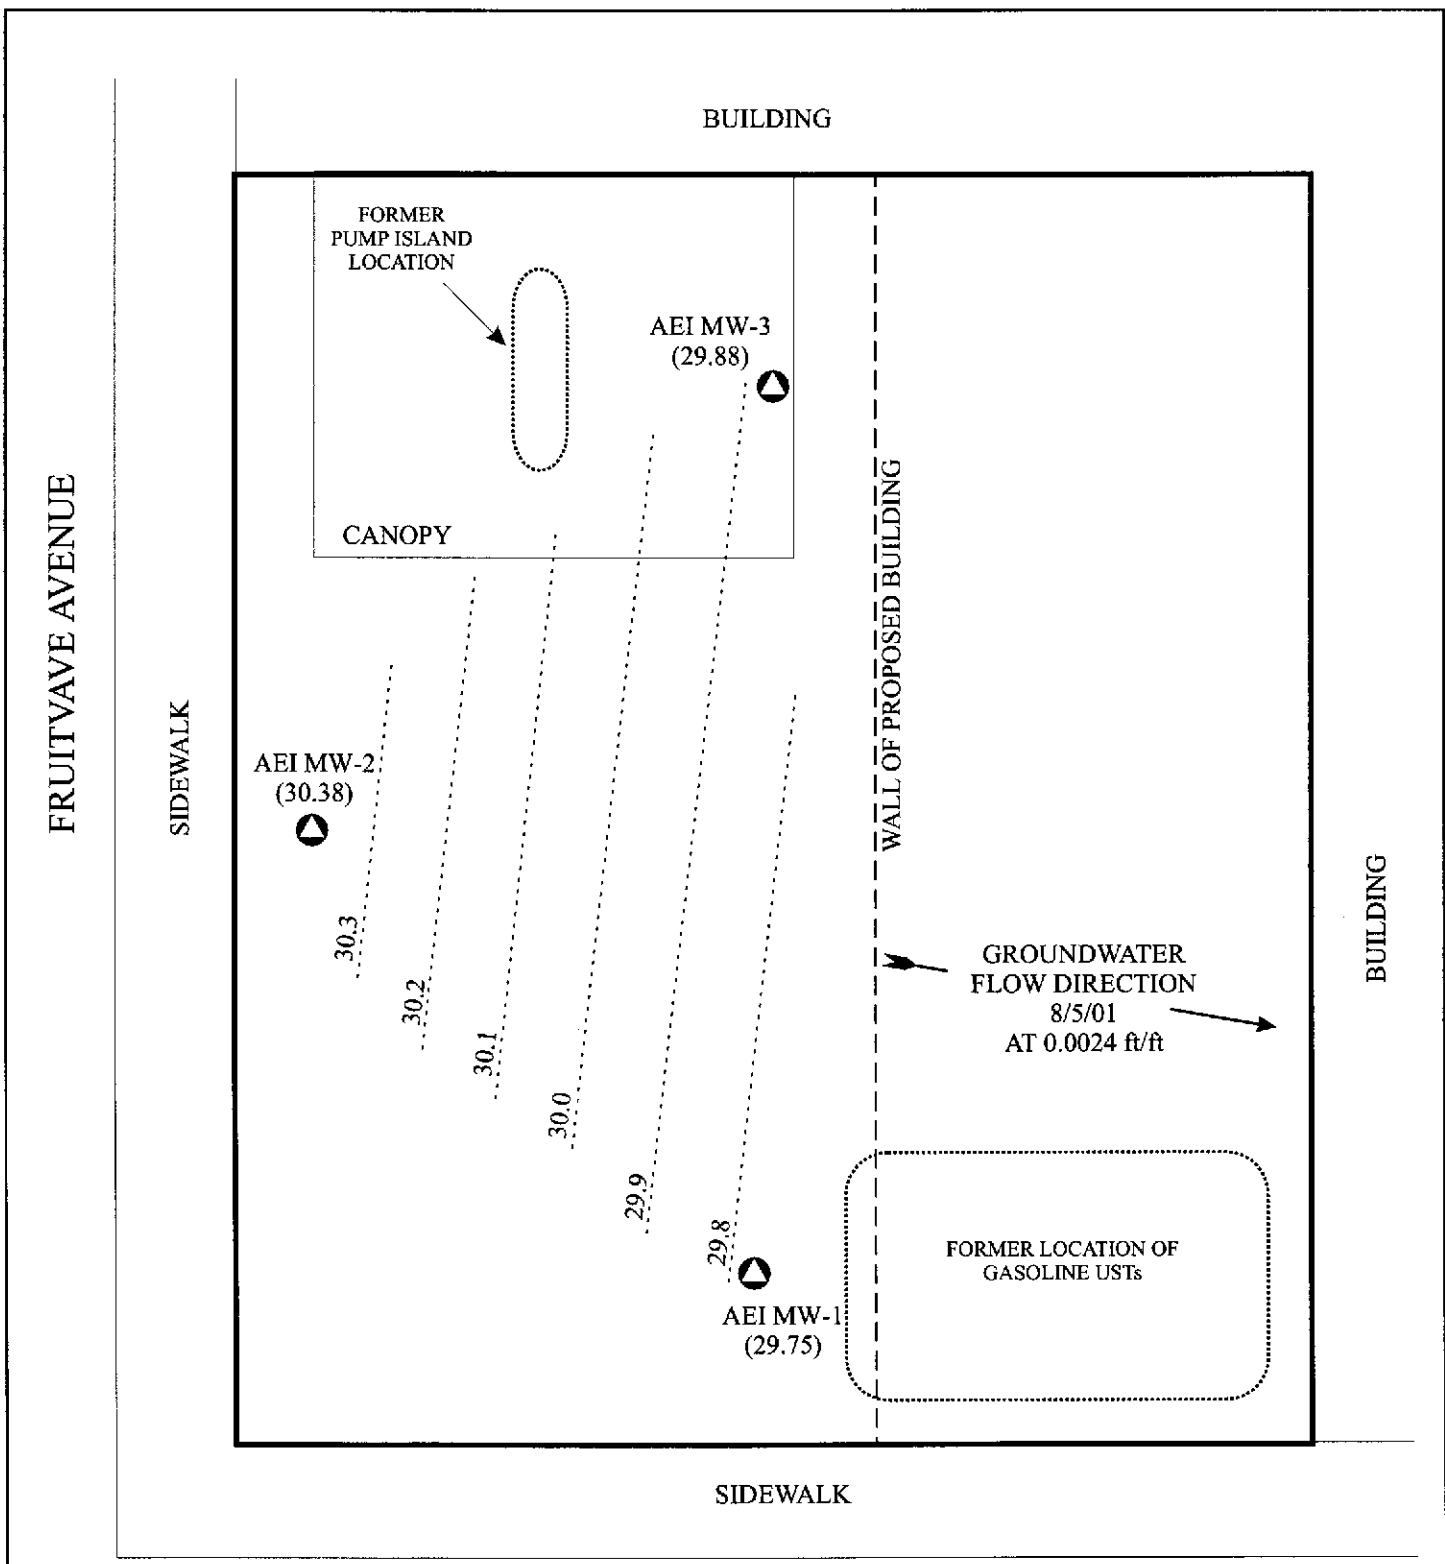 BUILDING
FORMER
PUMP ISLAND
LOCATION
AEI MW-3
(29.88)
CANOPY
FRUITVAVE AVENUE
SIDEWALK
WALL OF PROPOSED BUILDING
AEI MW-2
(30.38)
30.3
30.2
30.1
30.0
29.9
29.8
GROUNDWATER
FLOW DIRECTION
8/5/01
AT 0.0024 ft/ft
BUILDING
FORMER LOCATION OF
GASOLINE USTs
AEI MW-1
(29.75)
SIDEWALK